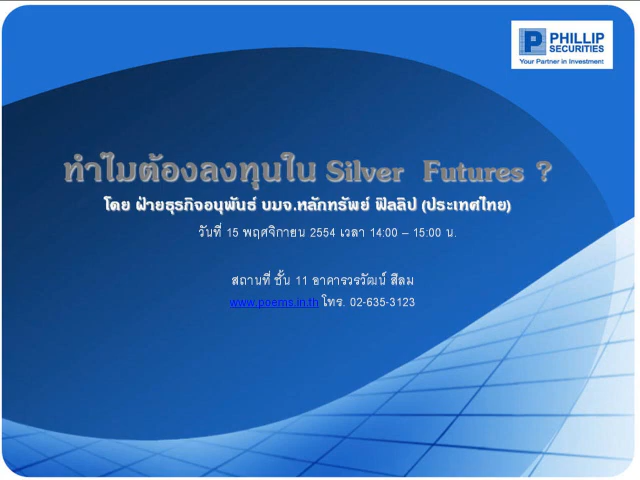 PHILLIP
SECURITIES
Your Partner in Investment
ทำไมต้องลงทุนใน Silver Futures ?
โดย ฝ่ายธุรกิจอนุพันธ์ บมจ.หลักทรัพย์ ฟิลลิป (ประเทศไทย)
วันที่ 15 พฤศจิกายน 2554 เวลา 14:00 – 15:00 น.
สถานที่ ชั้น 11 อาคารวรวัฒน์ สีลม
www.poems.in.th โทร. 02-635-3123